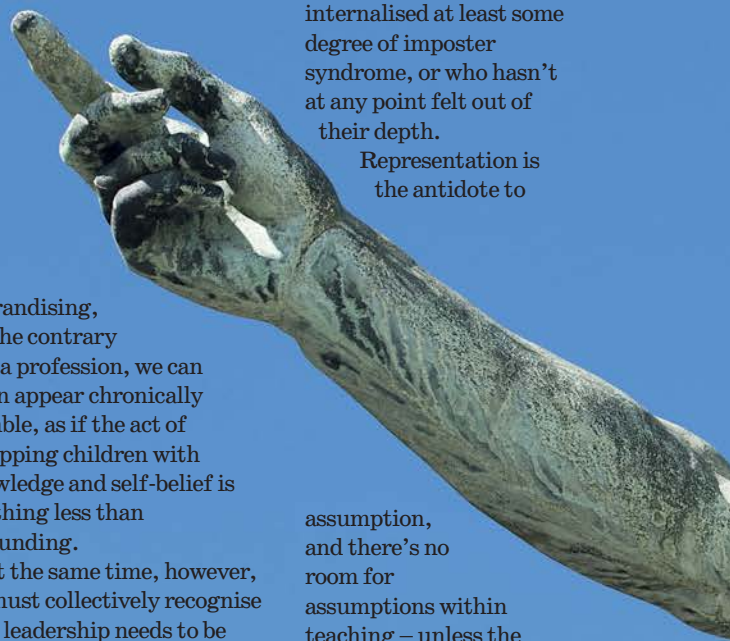 randising,
he contrary
a profession, we can
n appear chronically
ble, as if the act of
pping children with
wledge and self-belief is
hing less than
unding.
t the same time, however,
must collectively recognise
leadership needs to be
internalised at least some
degree of imposter
syndrome, or who hasn't
at any point felt out of
their depth.
Representation is
the antidote to
assumption,
and there's no
room for
assumptions within
teaching – unless the